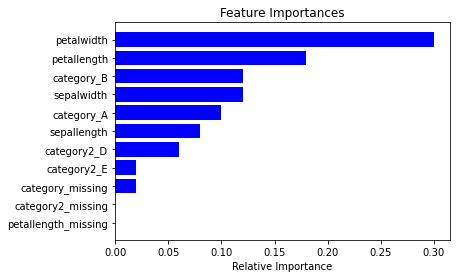 Feature Importances
petalwidth
petallength
category_B
sepalwidth
category_A
sepallength
category2_D
category2_E
category_missing
category2_missing
petallength_missing
0.00 0.05 0.10 0.15 0.20 0.25 0.30
Relative Importance